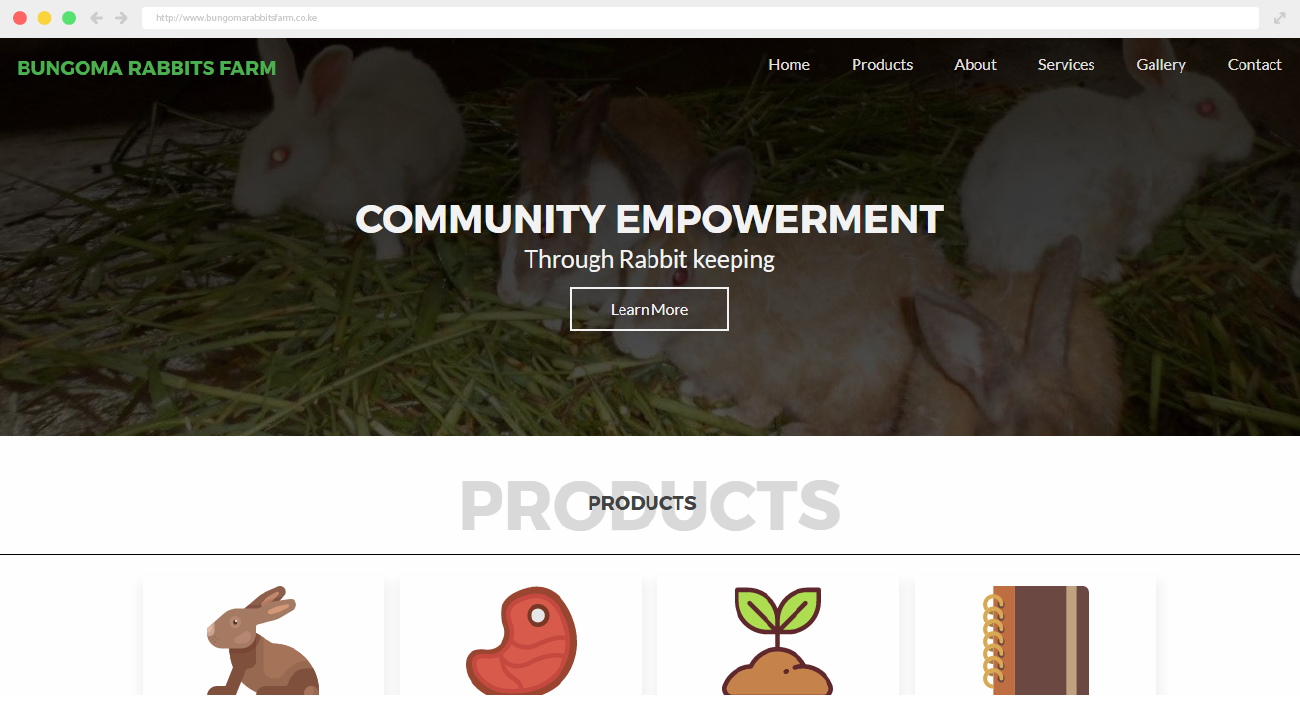 http://www.bungomarabbitsfarm.co.ke
BUNGOMA RABBITS FARM
Home Products About Services Gallery Contact
COMMUNITY EMPOWERMENT
Through Rabbit keeping
Learn More
PRODUCTS
PRODUCTS